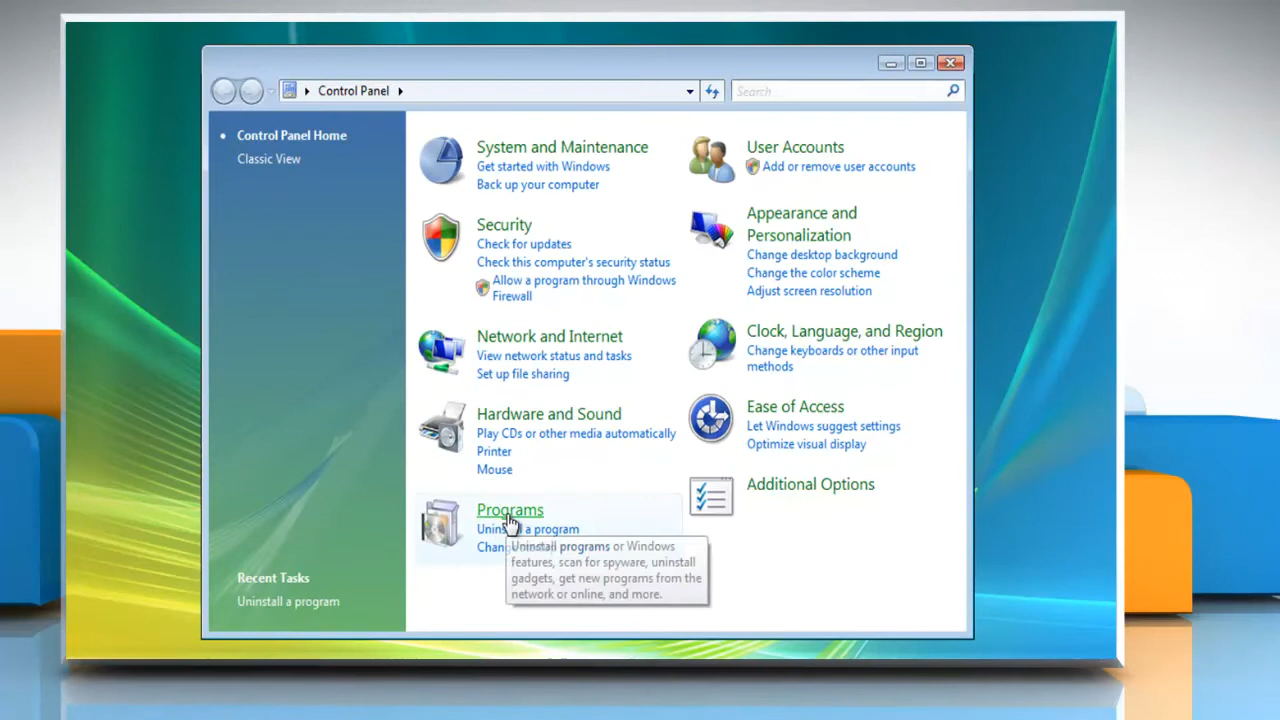 Control Panel
Search
Control Panel Home
Classic View
System and Maintenance
Get started with Windows
Back up your computer
Security
Check for updates
Check this computer's security status
Allow a program through Windows
Firewall
Network and Internet
View network status and tasks
Set up file sharing
Hardware and Sound
Play CDs or other media automatically
Printer
Mouse
Programs
Uninstall a program
Uninstall programs or Windows
features, scan for spyware, uninstall
gadgets, get new programs from the
network or online, and more.
User Accounts
Add or remove user accounts
Appearance and
Personalization
Change desktop background
Change the color scheme
Adjust screen resolution
Clock, Language, and Region
Change keyboards or other input
methods
Ease of Access
Let Windows suggest settings
Optimize visual display
Additional Options
Recent Tasks
Uninstall a program